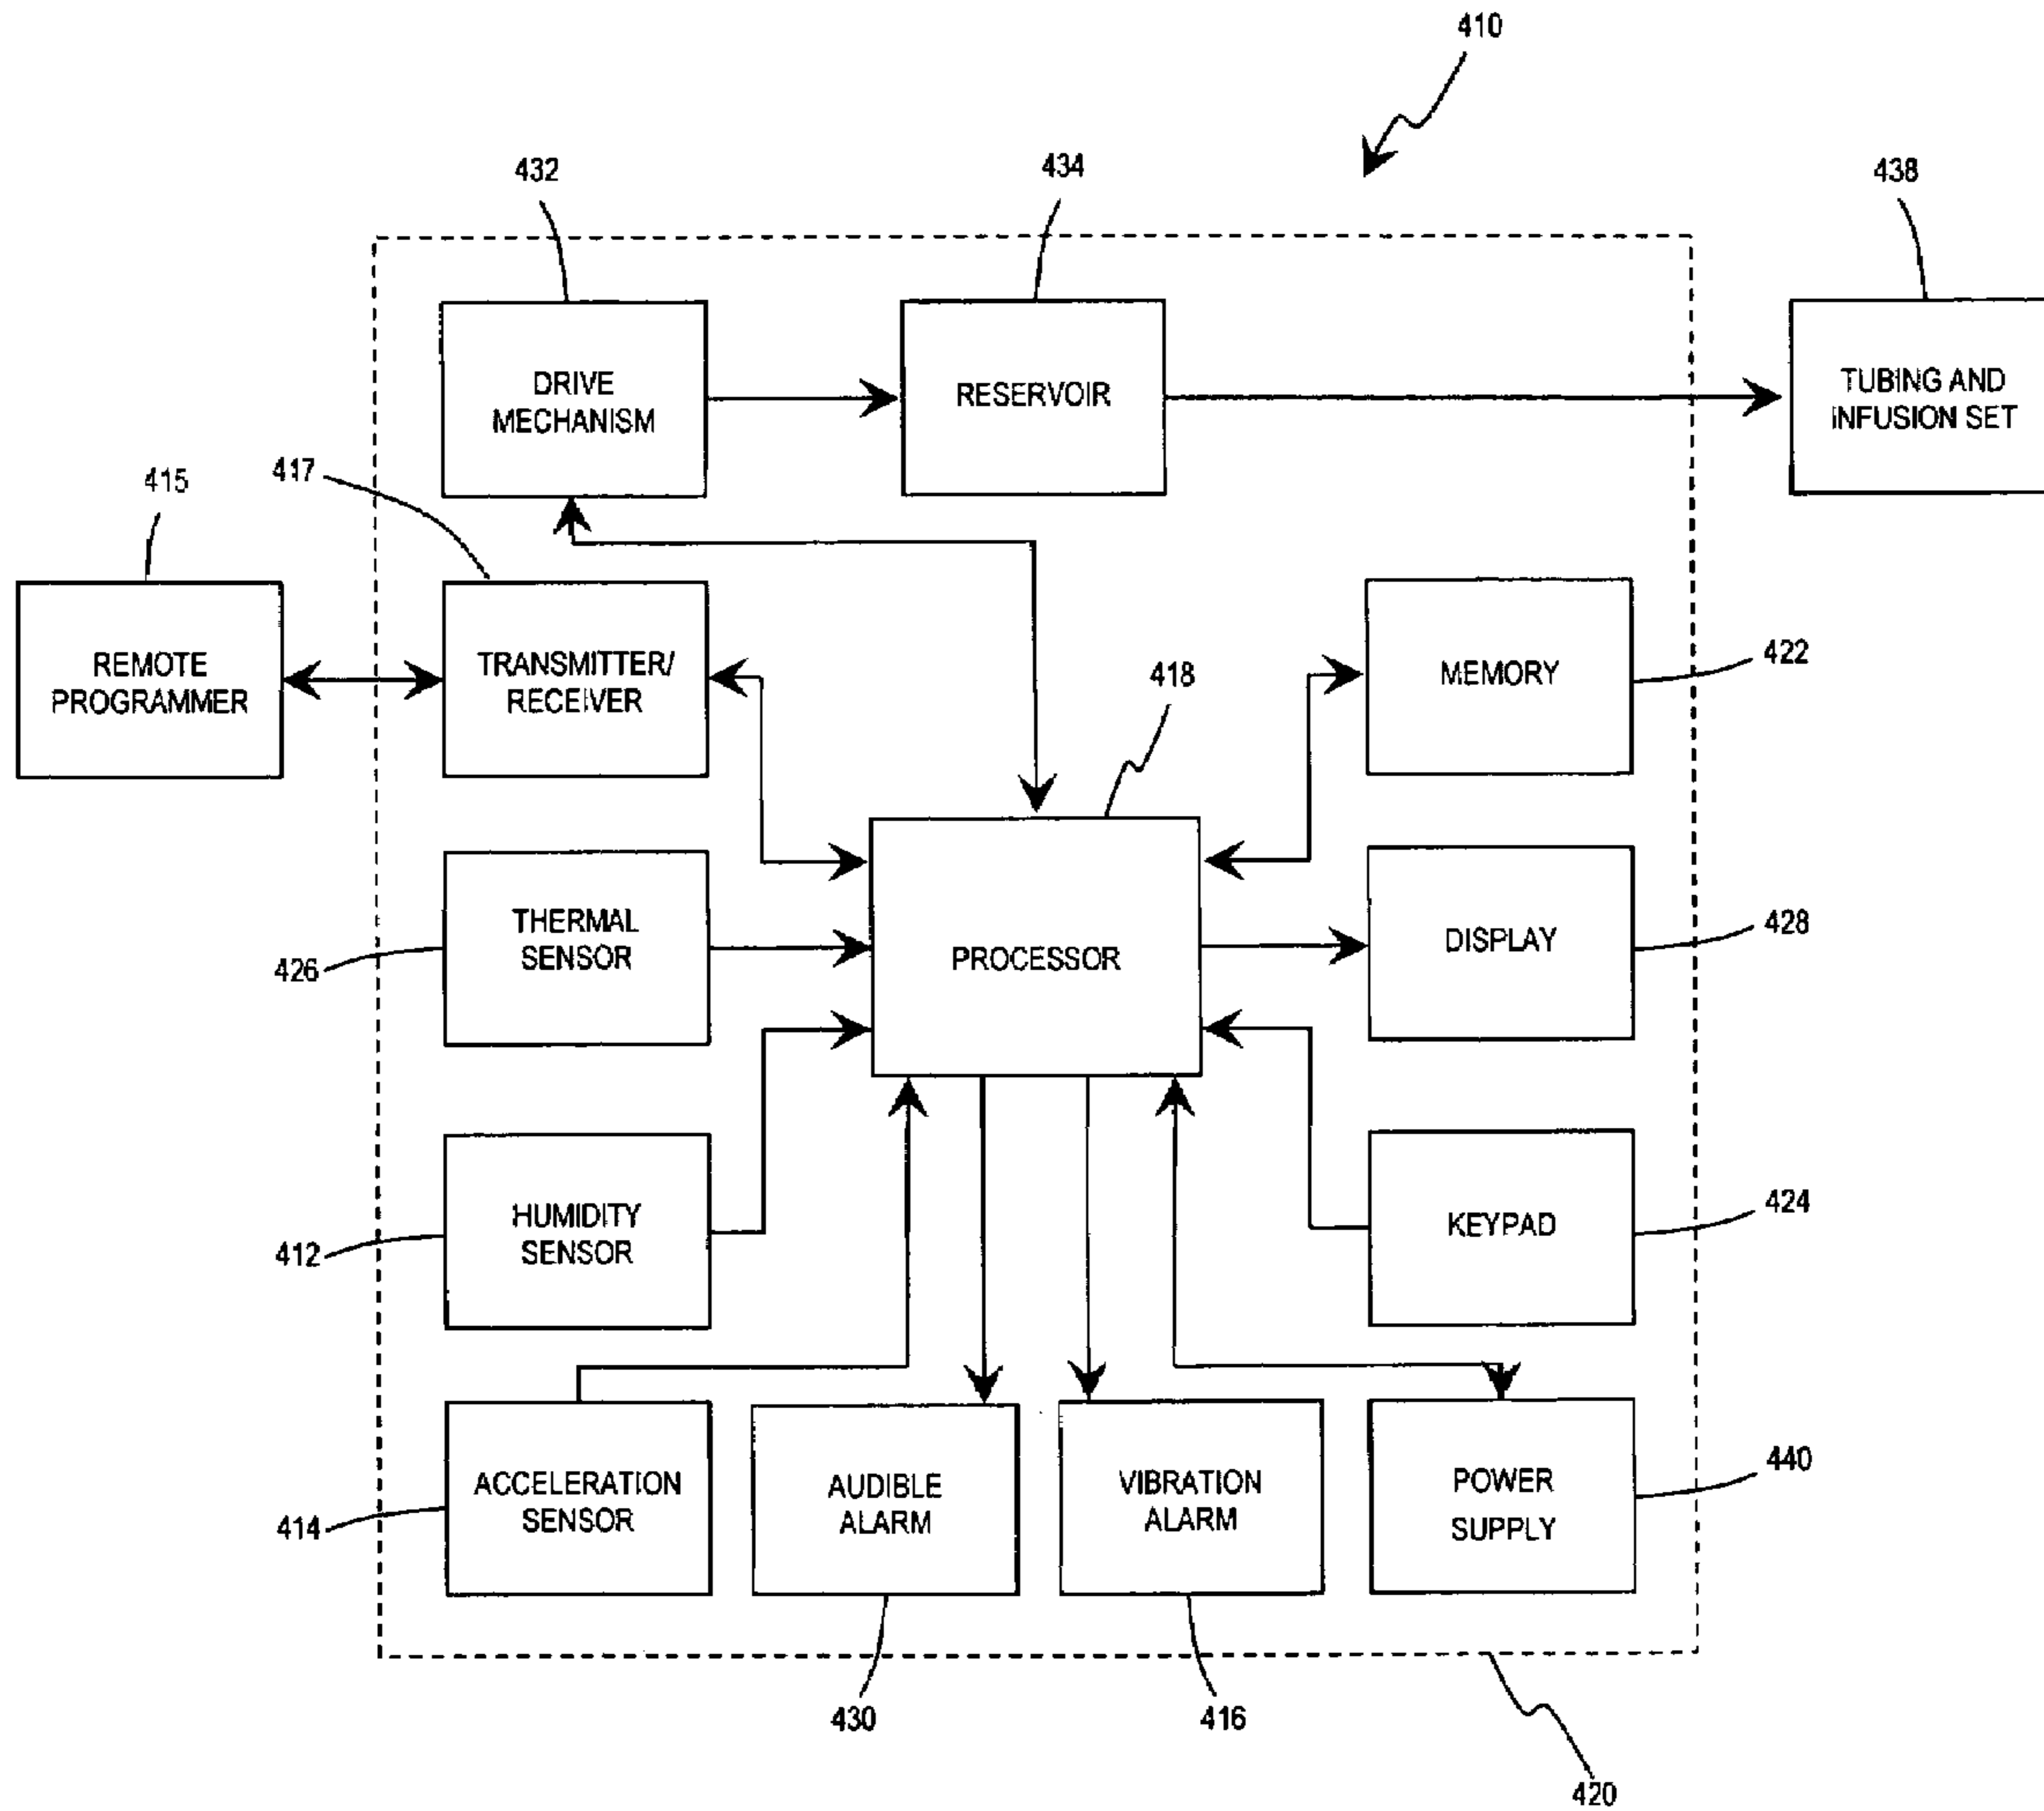 410
432
434
438
DRIVE
MECHANISM
RESERVOIR
TUBING AND
INFUSION SET
415
417
REMOTE
PROGRAMMER
TRANSMITTER/
RECEIVER
418
MEMORY
422
THERMAL
SENSOR
426
PROCESSOR
DISPLAY
428
HUMIDITY
SENSOR
412
KEYPAD
424
ACCELERATION
SENSOR
414
AUDIBLE
ALARM
VIBRATION
ALARM
POWER
SUPPLY
440
430
416
420